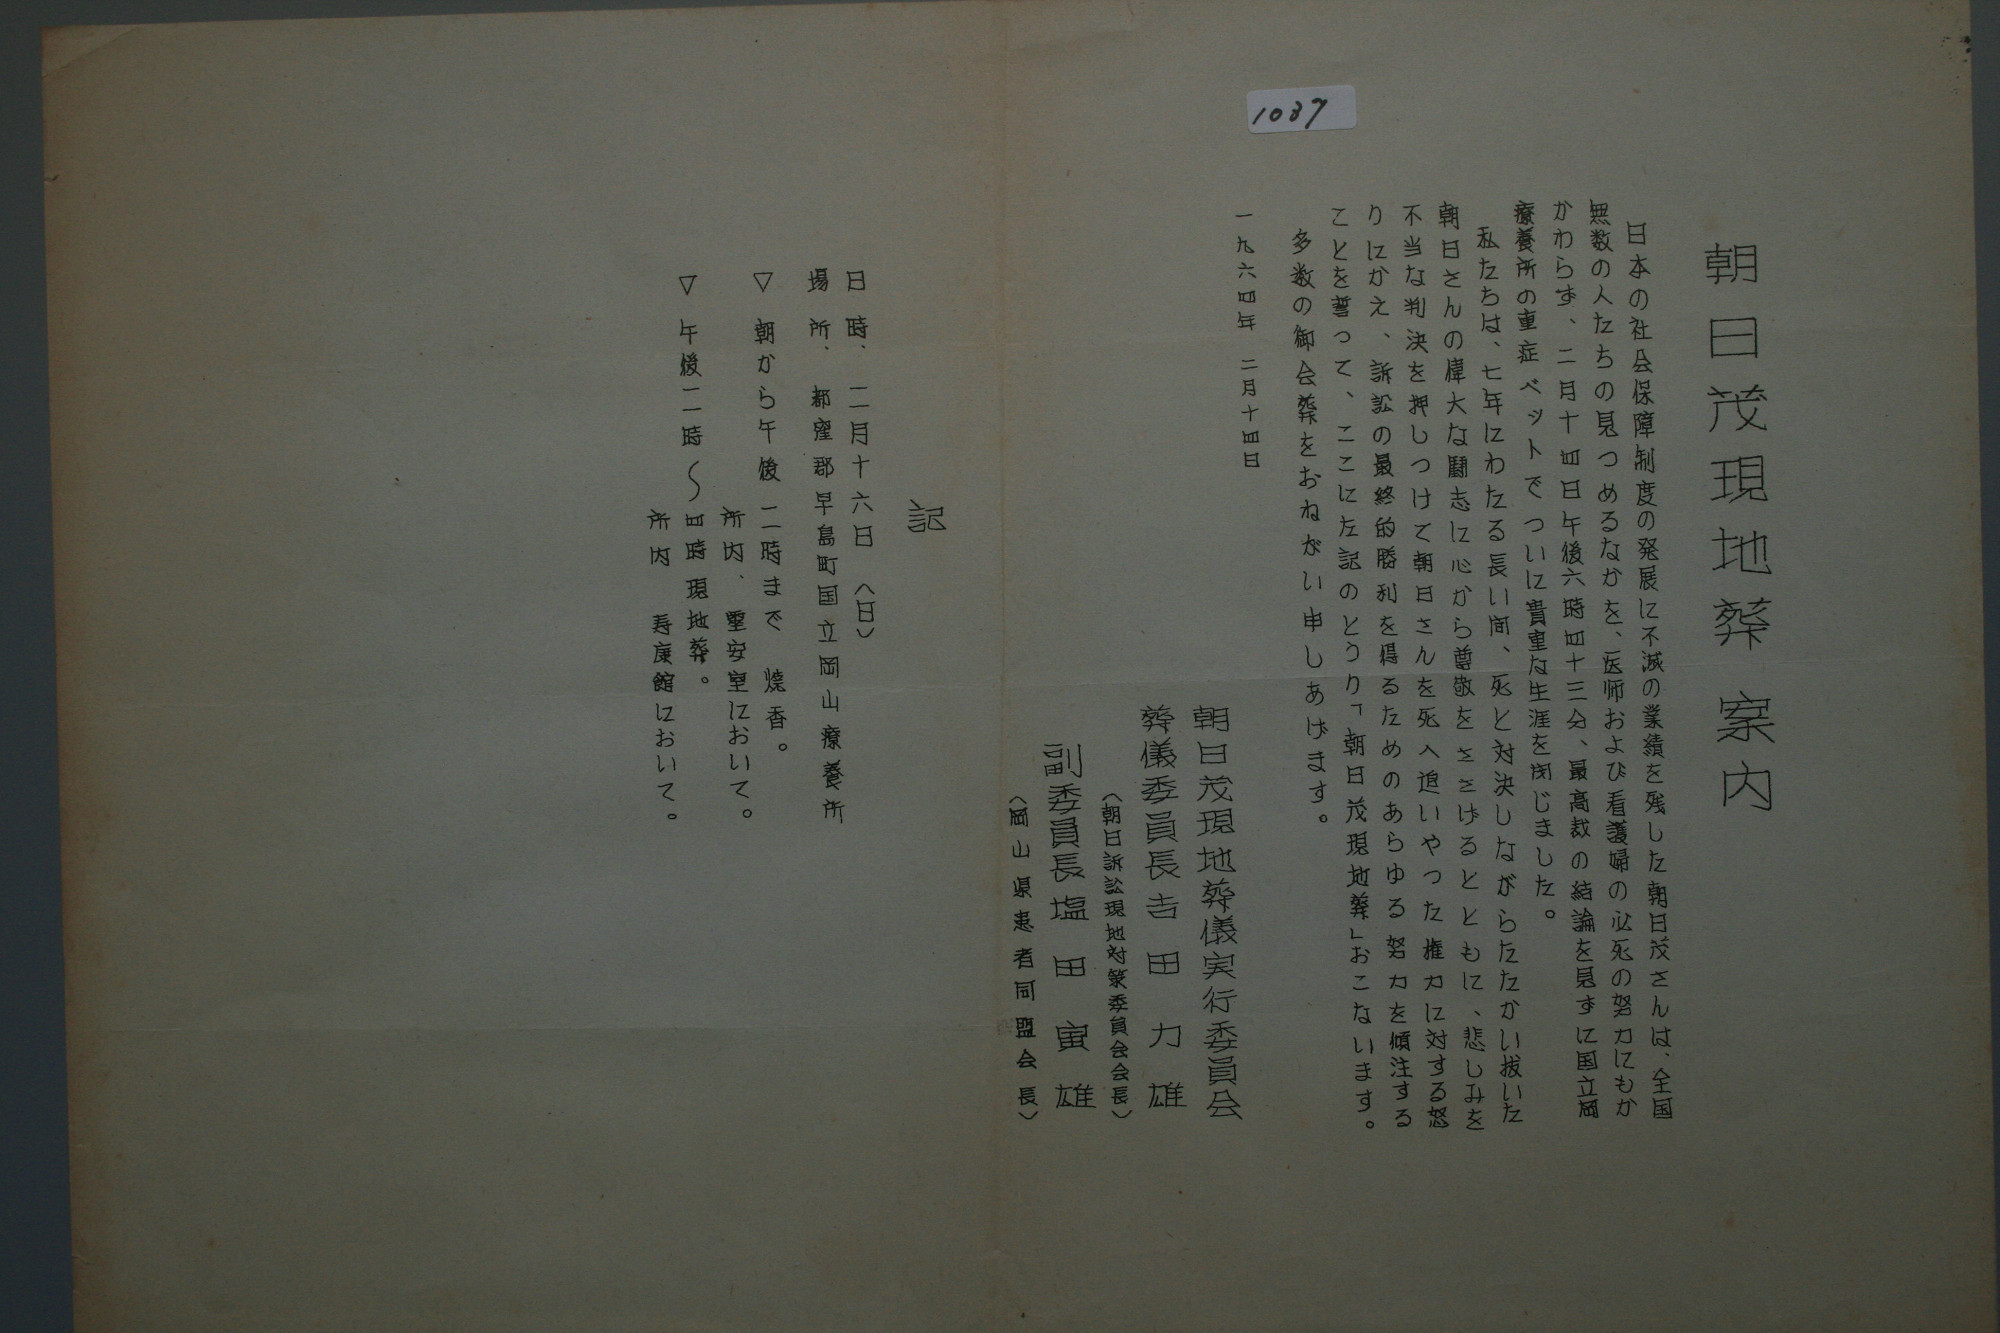 1087
朝日茂現地葬案内
日本の社会保障制度の発展に不滅の業績を残した朝日茂さんは、全国
無数の人たちの見つめるなかを、医師および看護婦の必死の努力にもか
かわらず、二月十四日午後六時四十三分、最高裁の結論を見ずに国立岡
療養所の重症ベットでついに貴重な生涯を閉じました。
私たちは、七年にわたる長い間、死と対決しながらたたかい抜いた
朝日さんの偉大な闘志に心から尊敬をささげるとともに、悲しみを
不当な判決を押しつけて朝日さんを死へ追いやった権力に対する怒
りにかえ、訴訟の最終的勝利を得るためのあらゆる努力を傾注する
ことを誓って、ここに左記のとうり「朝日茂現地葬」おこないます。
多数の御会葬をおねがい申しあげます。
一九六四年 二月十四日
朝日茂現地葬儀実行委員会
葬儀委員長吉田力雄
（朝日訴訟現地対策委員会会長）
副委員長塩田寅雄
（岡山県患者同盟会長）
記
日時、二月十六日（日）
場所、都窪郡早島町国立岡山療養所
▽朝から午後二時まで 焼香。
所内、霊安室において。
▽午後二時〜四時現地葬。
所内 寿康館において。